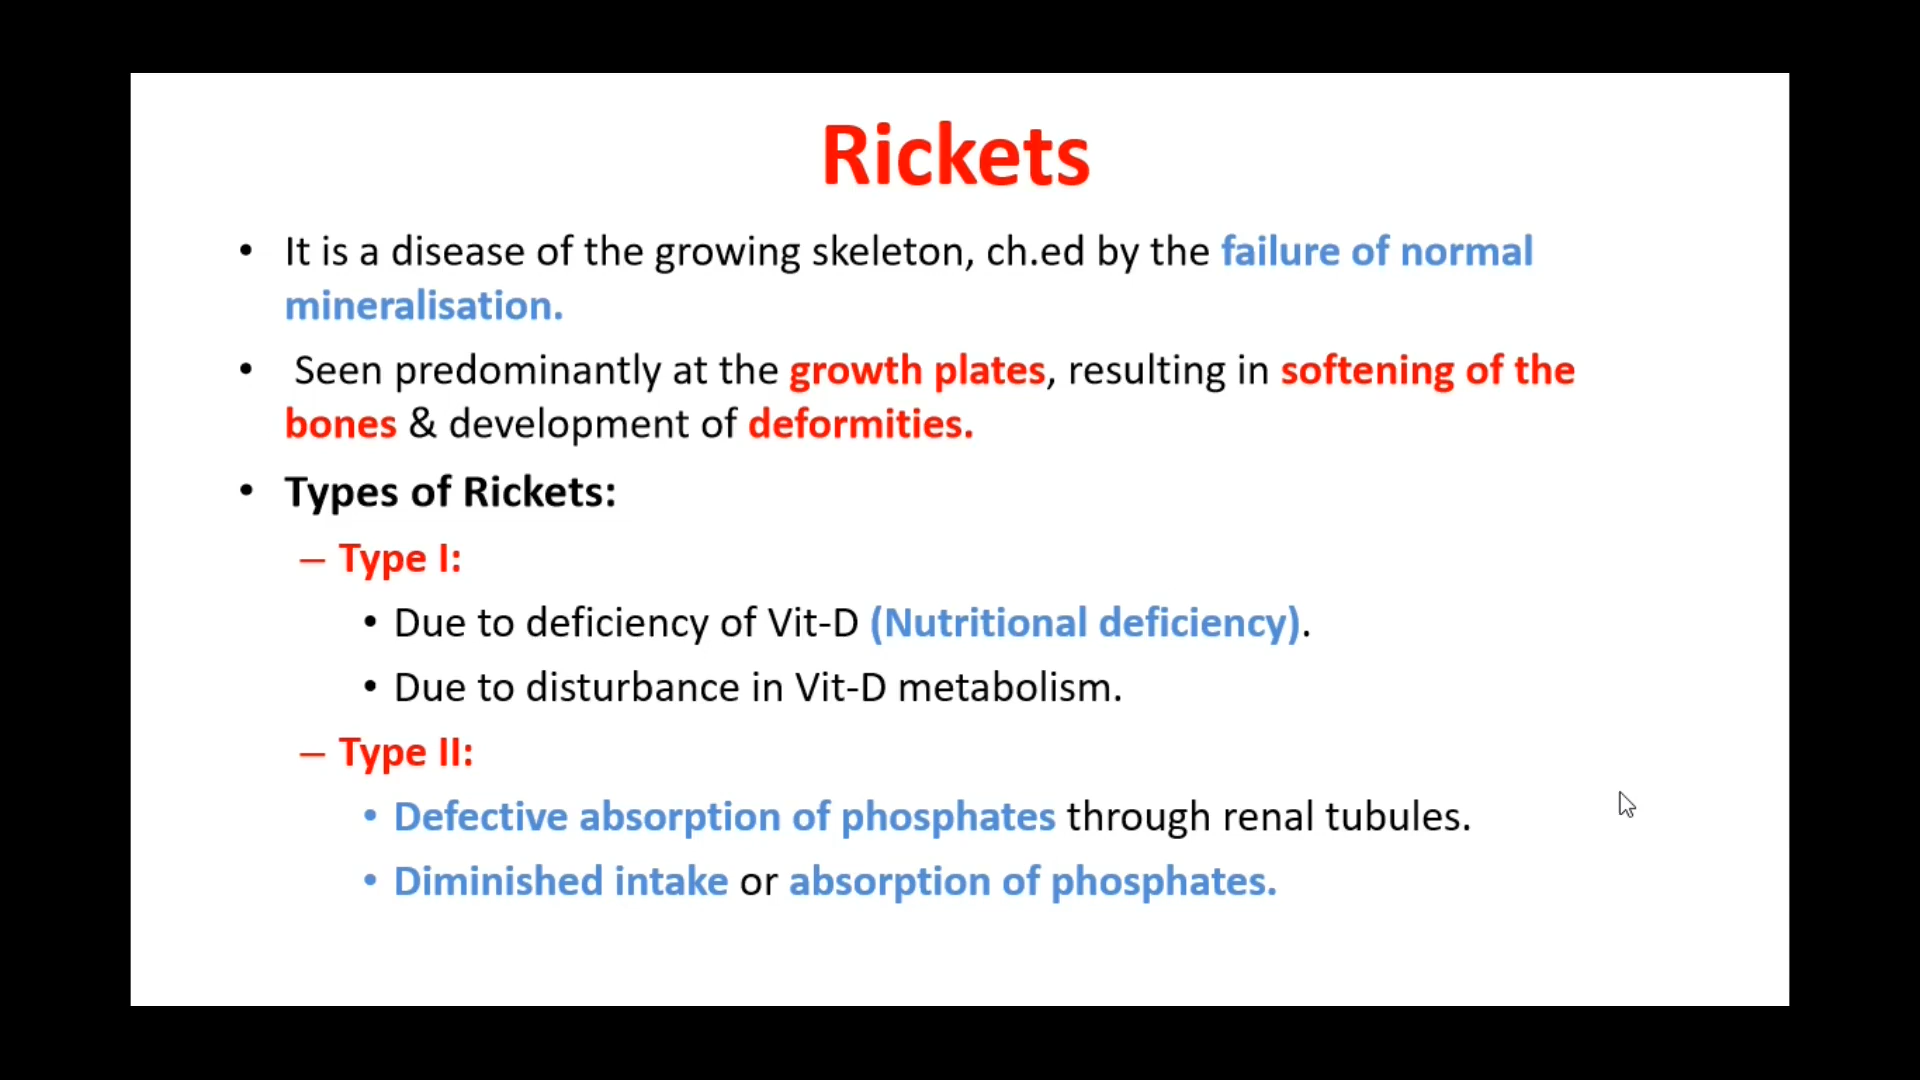 Rickets
• It is a disease of the growing skeleton, ch.ed by the failure of normal
mineralisation.
• Seen predominantly at the growth plates, resulting in softening of the
bones & development of deformities.
• Types of Rickets:
– Type I:
• Due to deficiency of Vit-D (Nutritional deficiency).
• Due to disturbance in Vit-D metabolism.
– Type II:
• Defective absorption of phosphates through renal tubules.
• Diminished intake or absorption of phosphates.